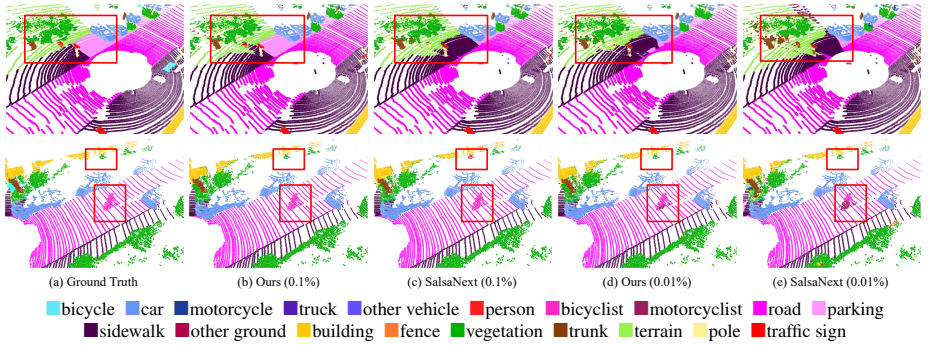 (a) Ground Truth (b) Ours (0.1%) (c) SalsaNext (0.1%) (d) Ours (0.01%) (e) SalsaNext (0.01%)
bicycle car motorcycle truck other vehicle person bicyclist motorcyclist road parking
sidewalk other ground building fence vegetation trunk terrain pole traffic sign